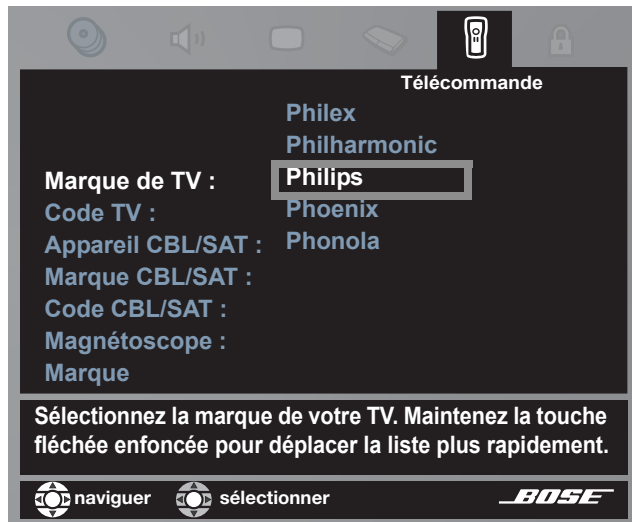 Télécommande
Philex
Philharmonic
Marque de TV : Philips
Code TV : Phoenix
Appareil CBL/SAT : Phonola
Marque CBL/SAT :
Code CBL/SAT :
Magnétoscope :
Marque
Sélectionnez la marque de votre TV. Maintenez la touche
fléchée enfoncée pour déplacer la liste plus rapidement.
naviguer sélectionner BOSE